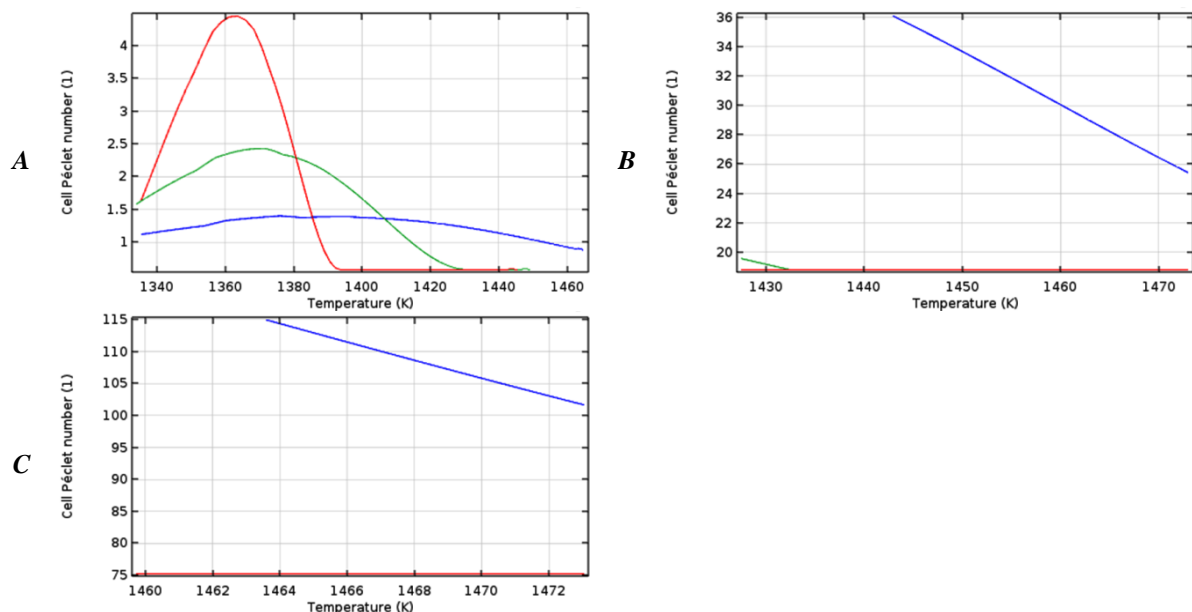 A
Cell Péclet number (1)
4
3.5
3
2.5
2
1.5
1
1340 1360 1380 1400 1420 1440 1460
Temperature (K)
B
Cell Péclet number (1)
36
34
32
30
28
26
24
22
20
1430 1440 1450 1460 1470
Temperature (K)
C
Cell Péclet number (1)
115
110
105
100
95
90
85
80
75
1460 1462 1464 1466 1468 1470 1472
Temperature (K)